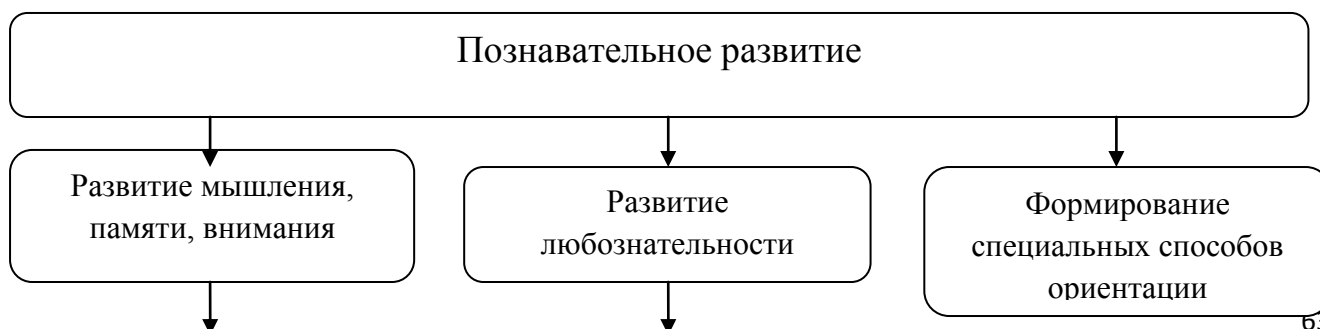 Познавательное развитие
Развитие мышления,
памяти, внимания
Развитие
любознательности
Формирование
специальных способов
ориентации